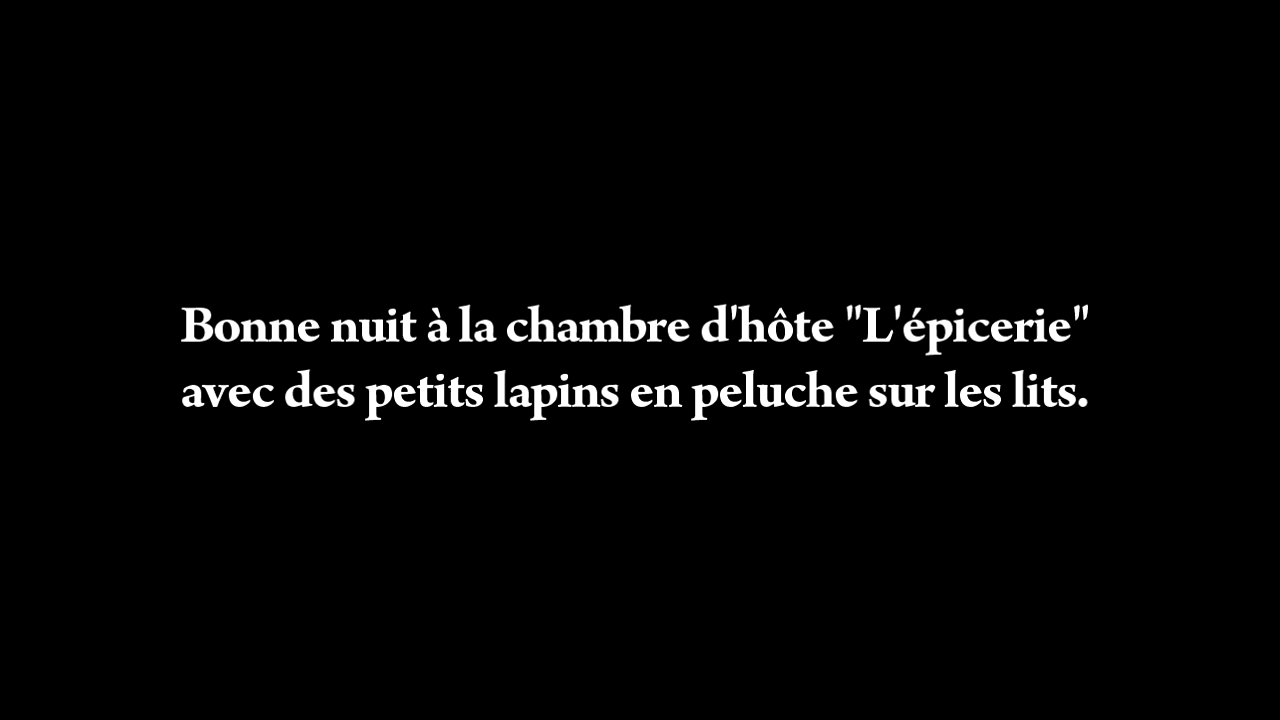 Bonne nuit à la chambre d'hôte "L'épicerie"
avec des petits lapins en peluche sur les lits.